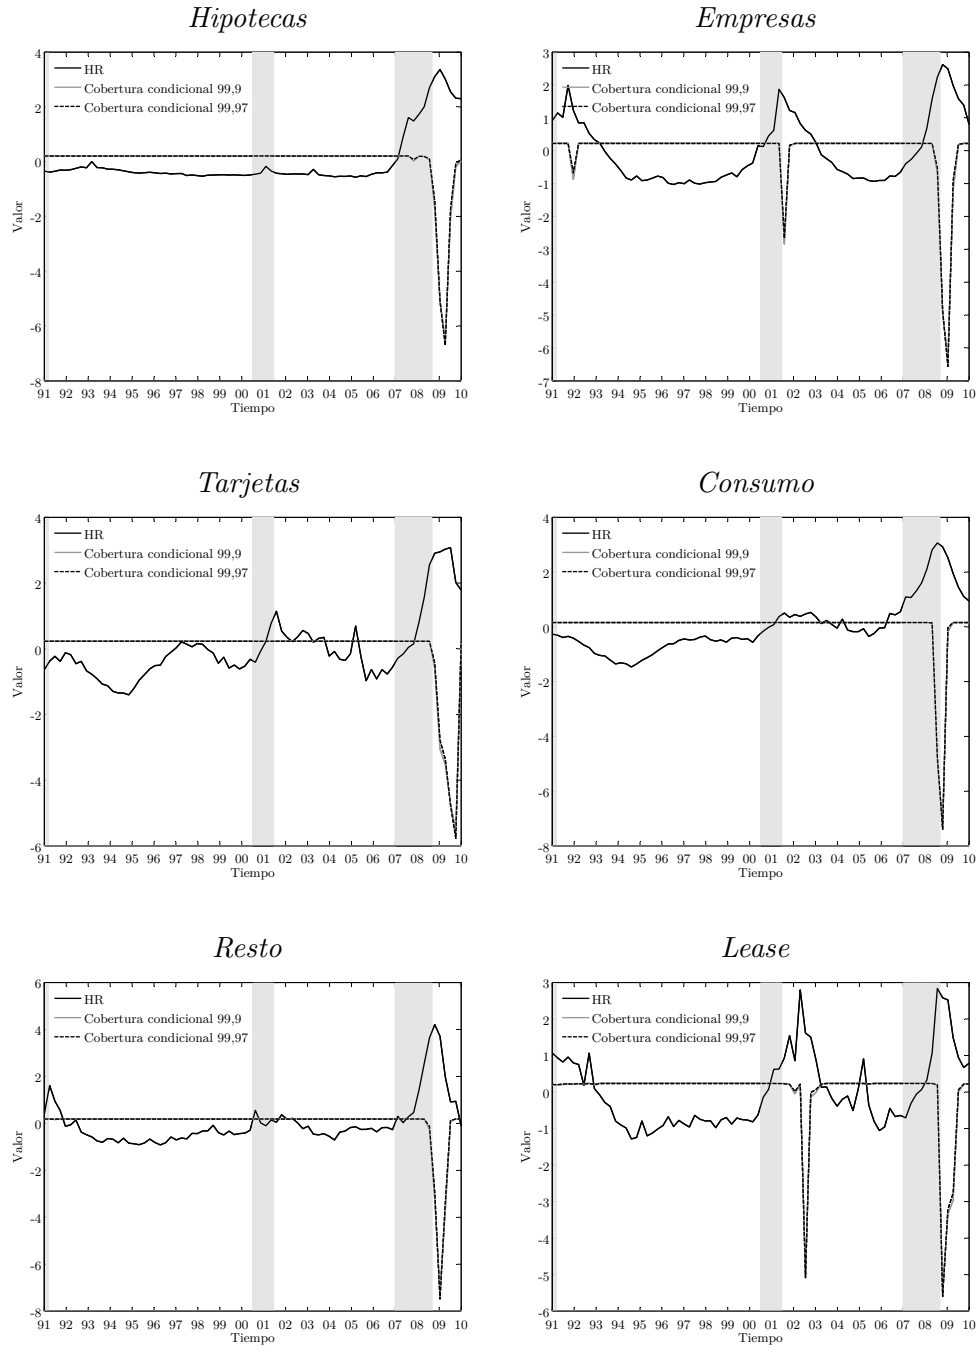 Hipotecas
4
2
0
-2
-4
-6
-8
Valor
HR
Cobertura condicional 99,9
Cobertura condicional 99,97
91 92 93 94 95 96 97 98 99 00 01 02 03 04 05 06 07 08 09 10
Tiempo
Empresas
3
2
1
0
-1
-2
-3
-4
-5
-6
-7
Valor
HR
Cobertura condicional 99,9
Cobertura condicional 99,97
91 92 93 94 95 96 97 98 99 00 01 02 03 04 05 06 07 08 09 10
Tiempo
Tarjetas
4
2
0
-2
-4
-6
Valor
HR
Cobertura condicional 99,9
Cobertura condicional 99,97
91 92 93 94 95 96 97 98 99 00 01 02 03 04 05 06 07 08 09 10
Tiempo
Consumo
4
2
0
-2
-4
-6
-8
Valor
HR
Cobertura condicional 99,9
Cobertura condicional 99,97
91 92 93 94 95 96 97 98 99 00 01 02 03 04 05 06 07 08 09 10
Tiempo
Resto
6
4
2
0
-2
-4
-6
-8
Valor
HR
Cobertura condicional 99,9
Cobertura condicional 99,97
91 92 93 94 95 96 97 98 99 00 01 02 03 04 05 06 07 08 09 10
Tiempo
Lease
3
2
1
0
-1
-2
-3
-4
-5
-6
Valor
HR
Cobertura condicional 99,9
Cobertura condicional 99,97
91 92 93 94 95 96 97 98 99 00 01 02 03 04 05 06 07 08 09 10
Tiempo